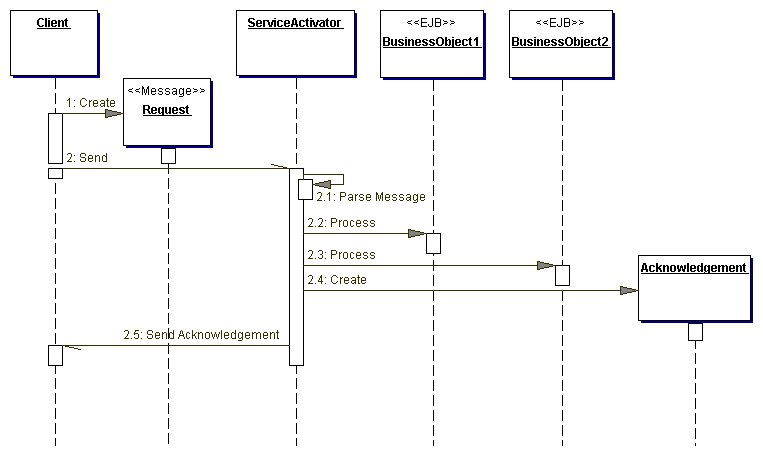 Client
ServiceActivator
<<EJB>>
BusinessObject1
<<EJB>>
BusinessObject2
<<Message>>
Request
1: Create
2: Send
2.1: Parse Message
2.2: Process
2.3: Process
2.4: Create
Acknowledgement
2.5: Send Acknowledgement